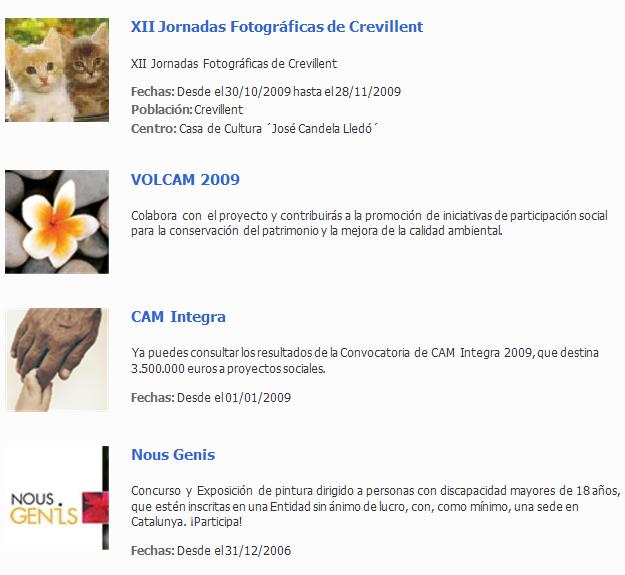 XII Jornadas Fotográficas de Crevillent
XII Jornadas Fotográficas de Crevillent
Fechas: Desde el 30/10/2009 hasta el 28/11/2009
Población: Crevillent
Centro: Casa de Cultura ´José Candela Lledó´
VOLCAM 2009
Colabora con el proyecto y contribuirás a la promoción de iniciativas de participación social
para la conservación del patrimonio y la mejora de la calidad ambiental.
CAM Integra
Ya puedes consultar los resultados de la Convocatoria de CAM Integra 2009, que destina
3.500.000 euros a proyectos sociales.
Fechas: Desde el 01/01/2009
NOUS
GENiS
Nous Genis
Concurso y Exposición de pintura dirigido a personas con discapacidad mayores de 18 años,
que estén inscritas en una Entidad sin ánimo de lucro, con, como mínimo, una sede en
Catalunya. ¡Participa!
Fechas: Desde el 31/12/2006